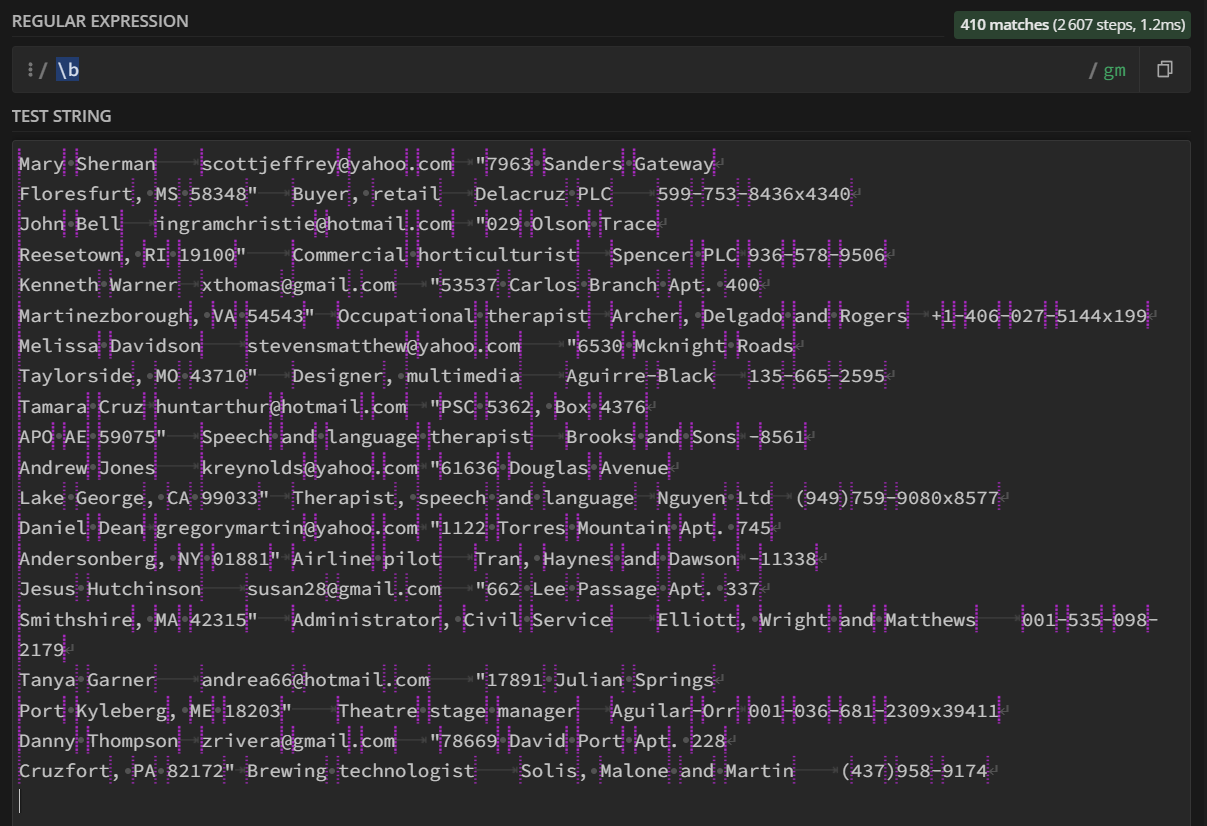 REGULAR EXPRESSION
410 matches (2 607 steps, 1.2ms)
/ \b / gm
TEST STRING
Mary Sherman scottjeffrey@yahoo.com "7963 Sanders Gateway
Floresfurt, MS 58348" Buyer, retail Delacruz PLC 599-753-8436x4340
John Bell ingramchristie@hotmail.com "029 Olson Trace
Reesetown, RI 19100" Commercial horticulturist Spencer PLC 936-578-9506
Kenneth Warner xthomas@gmail.com "53537 Carlos Branch Apt. 400
Martinezborough, VA 54543" Occupational therapist Archer, Delgado and Rogers +1-406-027-5144x199
Melissa Davidson stevensmatthew@yahoo.com "6530 Mcknight Roads
Taylorside, MO 43710" Designer, multimedia Aguirre-Black 135-665-2595
Tamara Cruz huntarthur@hotmail.com "PSC 5362, Box 4376
APO AE 59075" Speech and language therapist Brooks and Sons -8561
Andrew Jones kreynolds@yahoo.com "61636 Douglas Avenue
Lake George, CA 99033" Therapist, speech and language Nguyen Ltd (949)759-9080x8577
Daniel Dean gregorymartin@yahoo.com "1122 Torres Mountain Apt. 745
Andersonberg, NY 01881" Airline pilot Tran, Haynes and Dawson -11338
Jesus Hutchinson susan28@gmail.com "662 Lee Passage Apt. 337
Smithshire, MA 42315" Administrator, Civil Service Elliott, Wright and Matthews 001-535-098-
2179
Tanya Garner andrea66@hotmail.com "17891 Julian Springs
Port Kyleberg, ME 18203" Theatre stage manager Aguilar-Orr 001-036-681-2309x39411
Danny Thompson zrivera@gmail.com "78669 David Port Apt. 228
Cruzfort, PA 82172" Brewing technologist Solis, Malone and Martin (437)958-9174